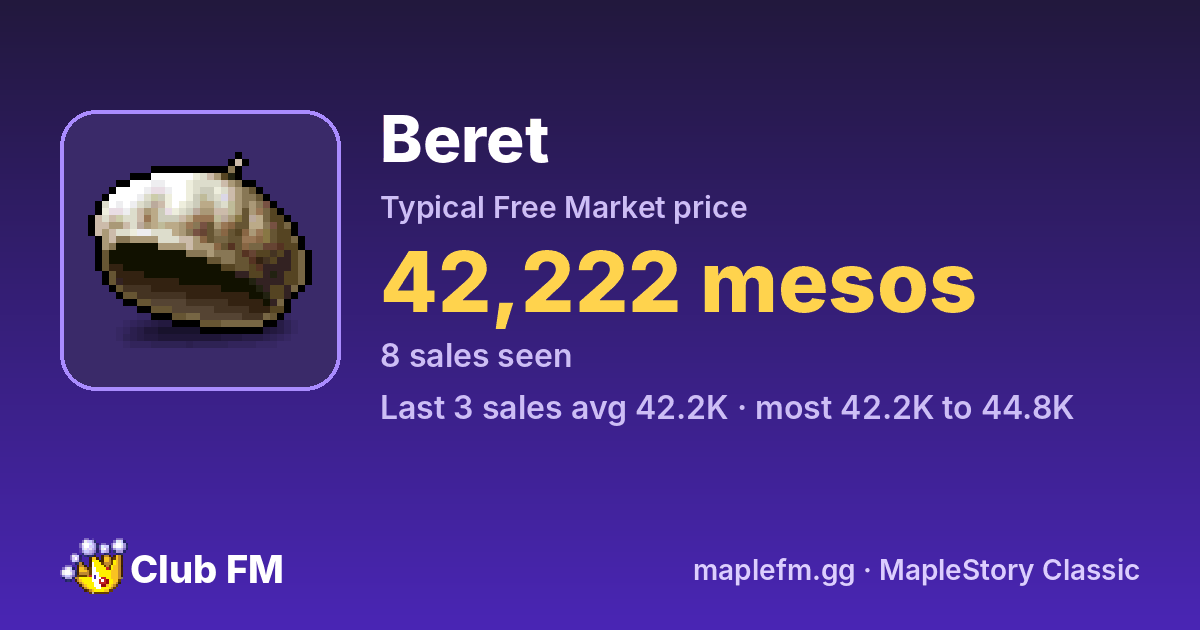 Beret
Typical Free Market price
42,222 mesos
8 sales seen
Last 3 sales avg 42.2K · most 42.2K to 44.8K
Club FM
maplefm.gg · MapleStory Classic